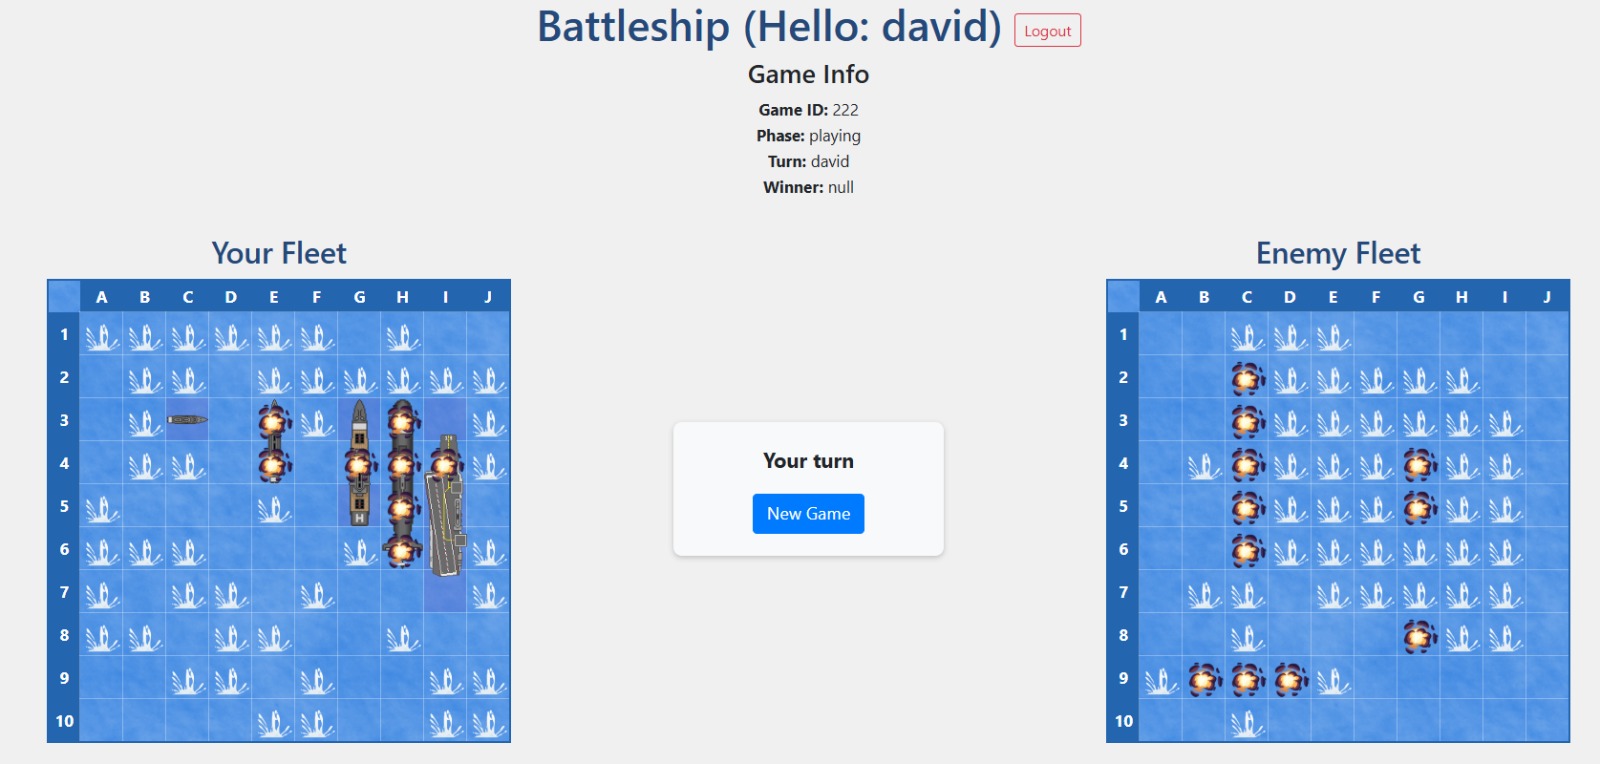 Battleship (Hello: david) Logout
Game Info
Game ID: 222
Phase: playing
Turn: david
Winner: null
Your Fleet
A B C D E F G H I J
1
2
3
4
5
6
7
8
9
10
H
Your turn
New Game
Enemy Fleet
A B C D E F G H I J
1
2
3
4
5
6
7
8
9
10